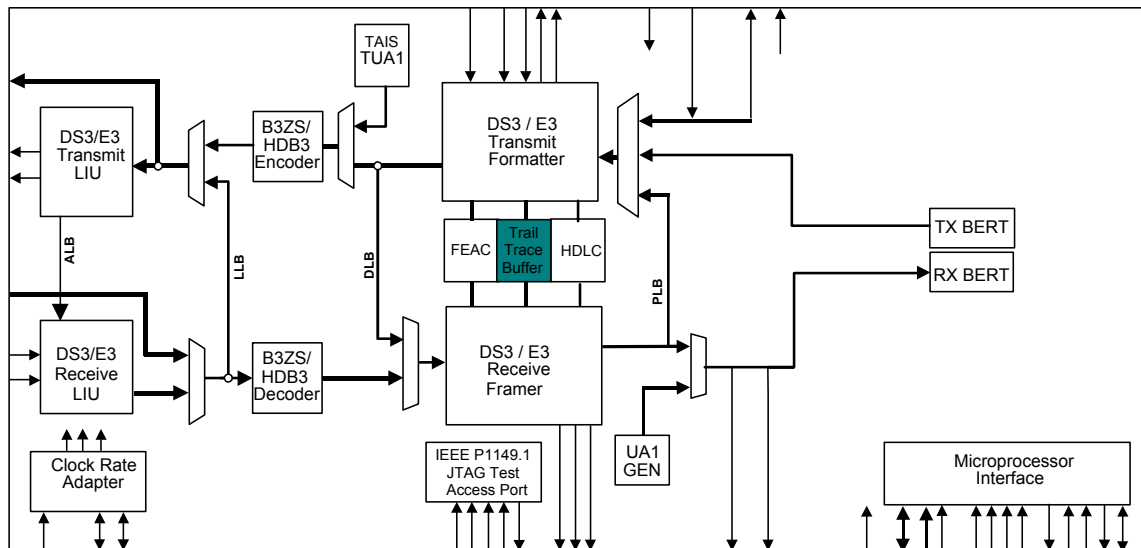 TAIS
TUA1
DS3/E3
Transmit
LIU
B3ZS/
HDB3
Encoder
DS3 / E3
Transmit
Formatter
FEAC
Trail
Trace
Buffer
HDLC
TX BERT
RX BERT
ALB
LLB
DLB
PLB
DS3/E3
Receive
LIU
B3ZS/
HDB3
Decoder
DS3 / E3
Receive
Framer
UA1
GEN
Clock Rate
Adapter
IEEE P1149.1
JTAG Test
Access Port
Microprocessor
Interface